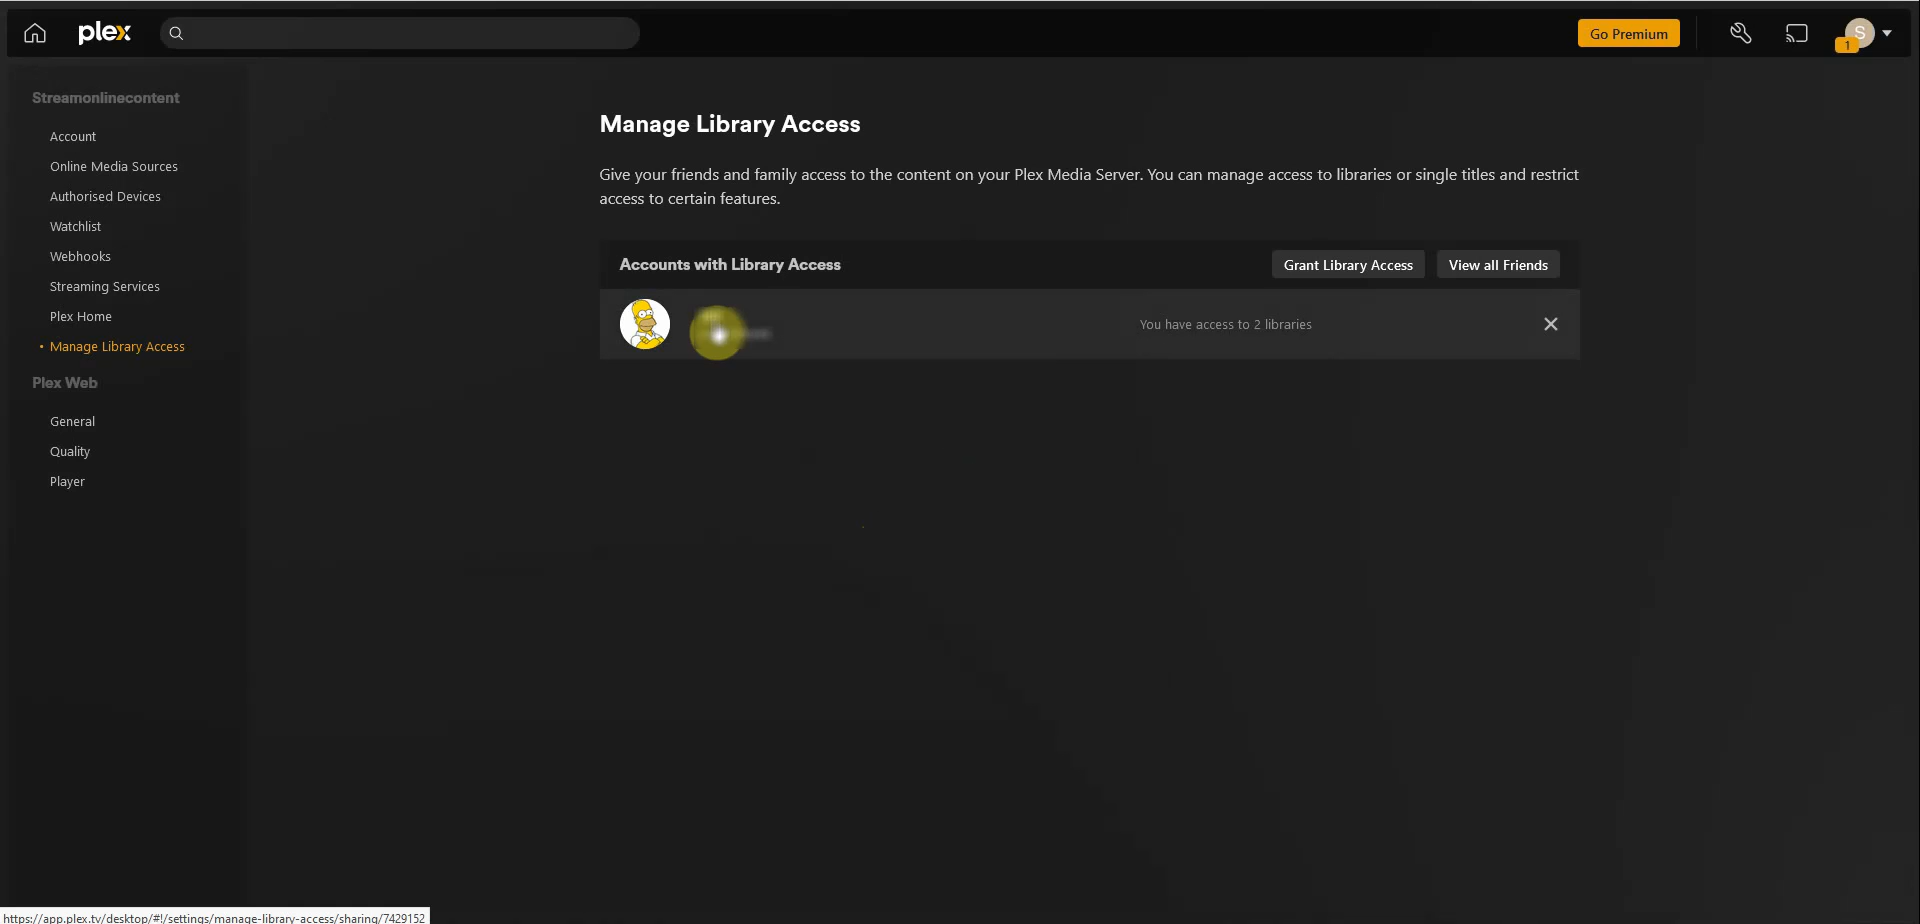 plex
Go Premium
S
1
Streamonlinecontent
Account
Online Media Sources
Authorised Devices
Watchlist
Webhooks
Streaming Services
Plex Home
Manage Library Access
Plex Web
General
Quality
Player
Manage Library Access
Give your friends and family access to the content on your Plex Media Server. You can manage access to libraries or single titles and restrict
access to certain features.
Accounts with Library Access
Grant Library Access
View all Friends
You have access to 2 libraries
https://app.plex.tv/desktop/#!/settings/manage-library-access/sharing/7429152